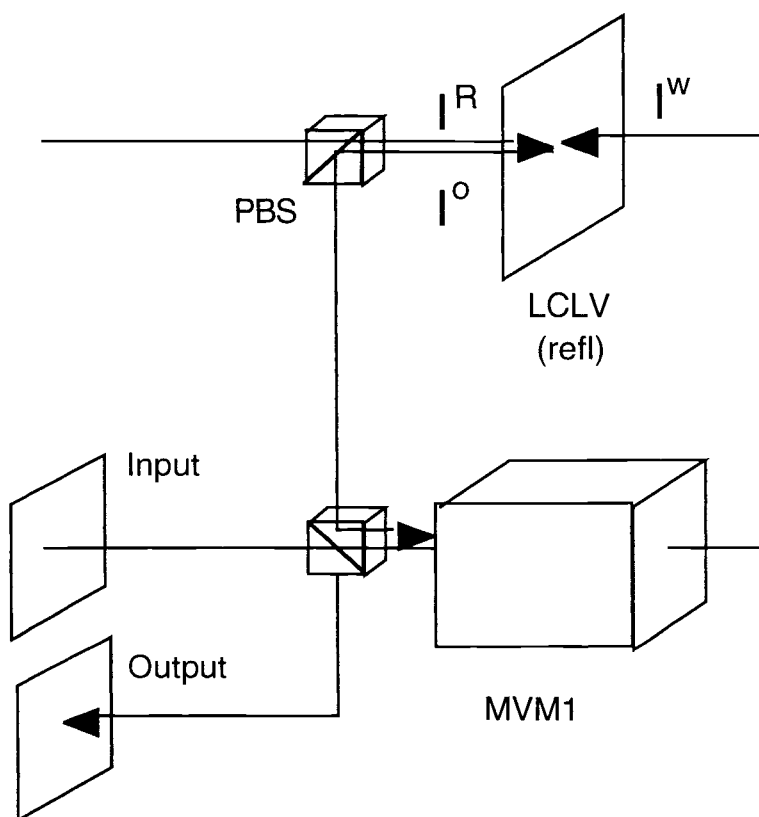 I^R
I^w
PBS
I^o
LCLV
(refl)
Input
Output
MVM1